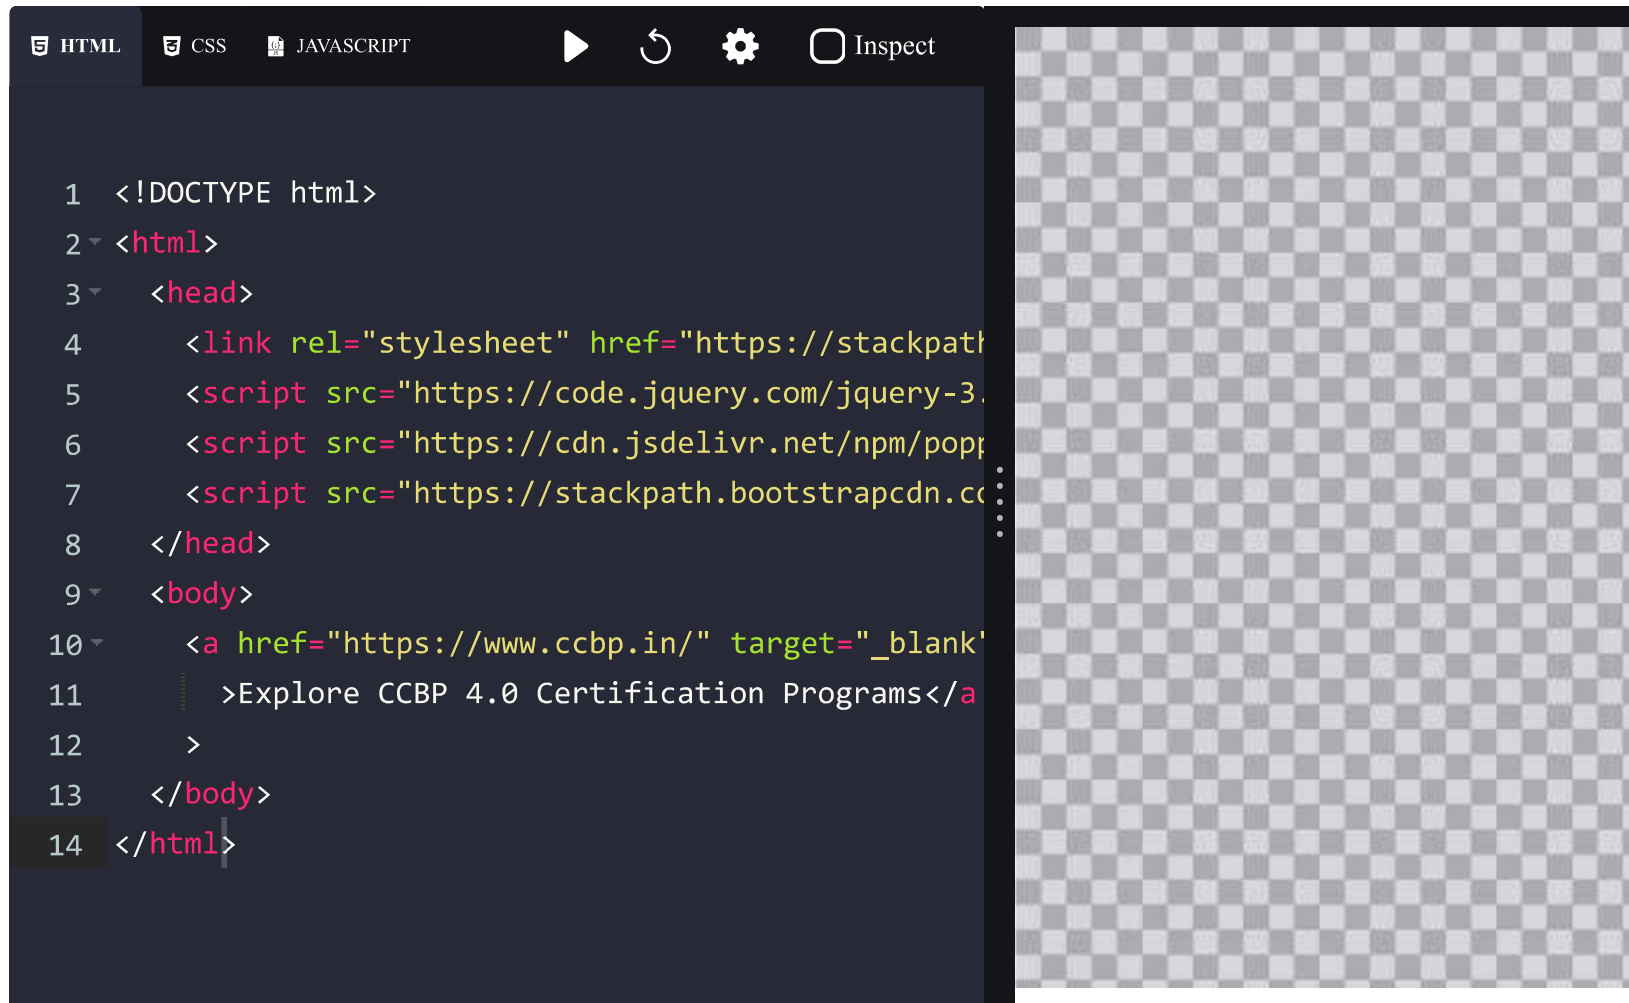 HTML CSS JAVASCRIPT Inspect
1 <!DOCTYPE html>
2 <html>
3 <head>
4 <link rel="stylesheet" href="https://stackpath
5 <script src="https://code.jquery.com/jquery-3.
6 <script src="https://cdn.jsdelivr.net/npm/popp
7 <script src="https://stackpath.bootstrapcdn.co
8 </head>
9 <body>
10 <a href="https://www.ccbp.in/" target="_blank"
11 >Explore CCBP 4.0 Certification Programs</a
12 >
13 </body>
14 </html>